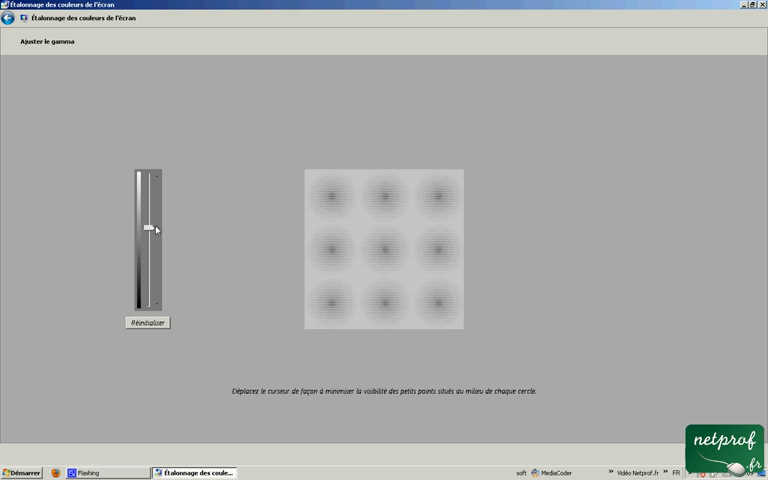 Étalonnage des couleurs de l'écran
Étalonnage des couleurs de l'écran
Ajuster le gamma
Réinitialiser
Déplacez le curseur de façon à minimiser la visibilité des petits points situés au milieu de chaque cercle.
netprof
.fr
Démarrer
Flashing
Étalonnage des coule...
soft
MediaCoder
Vidéo Netprof.fr
FR